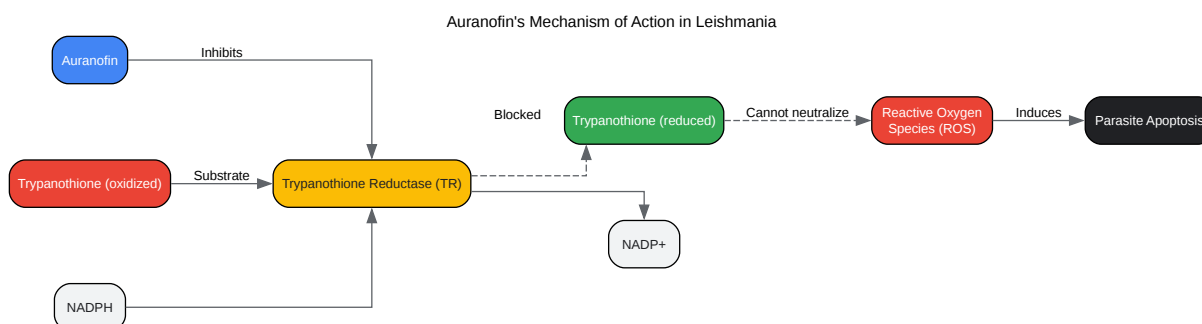 Auranofin's Mechanism of Action in Leishmania
Auranofin
Inhibits
Blocked
Trypanothione (reduced)
Cannot neutralize
Reactive Oxygen
Species (ROS)
Induces
Parasite Apoptosis
Trypanothione (oxidized)
Substrate
Trypanothione Reductase (TR)
NADP+
NADPH